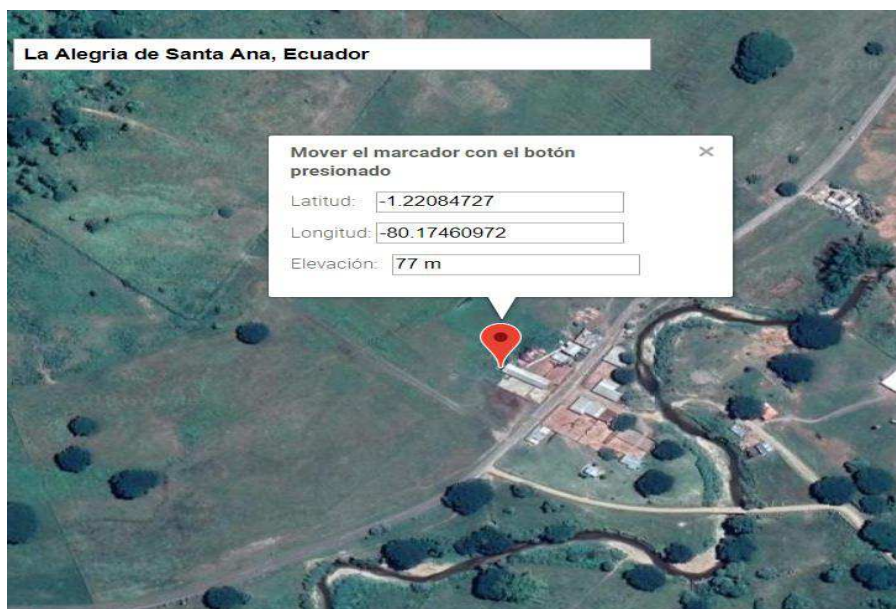 La Alegria de Santa Ana, Ecuador
Mover el marcador con el botón
presionado
×
Latitud: -1.22084727
Longitud: -80.17460972
Elevación: 77 m